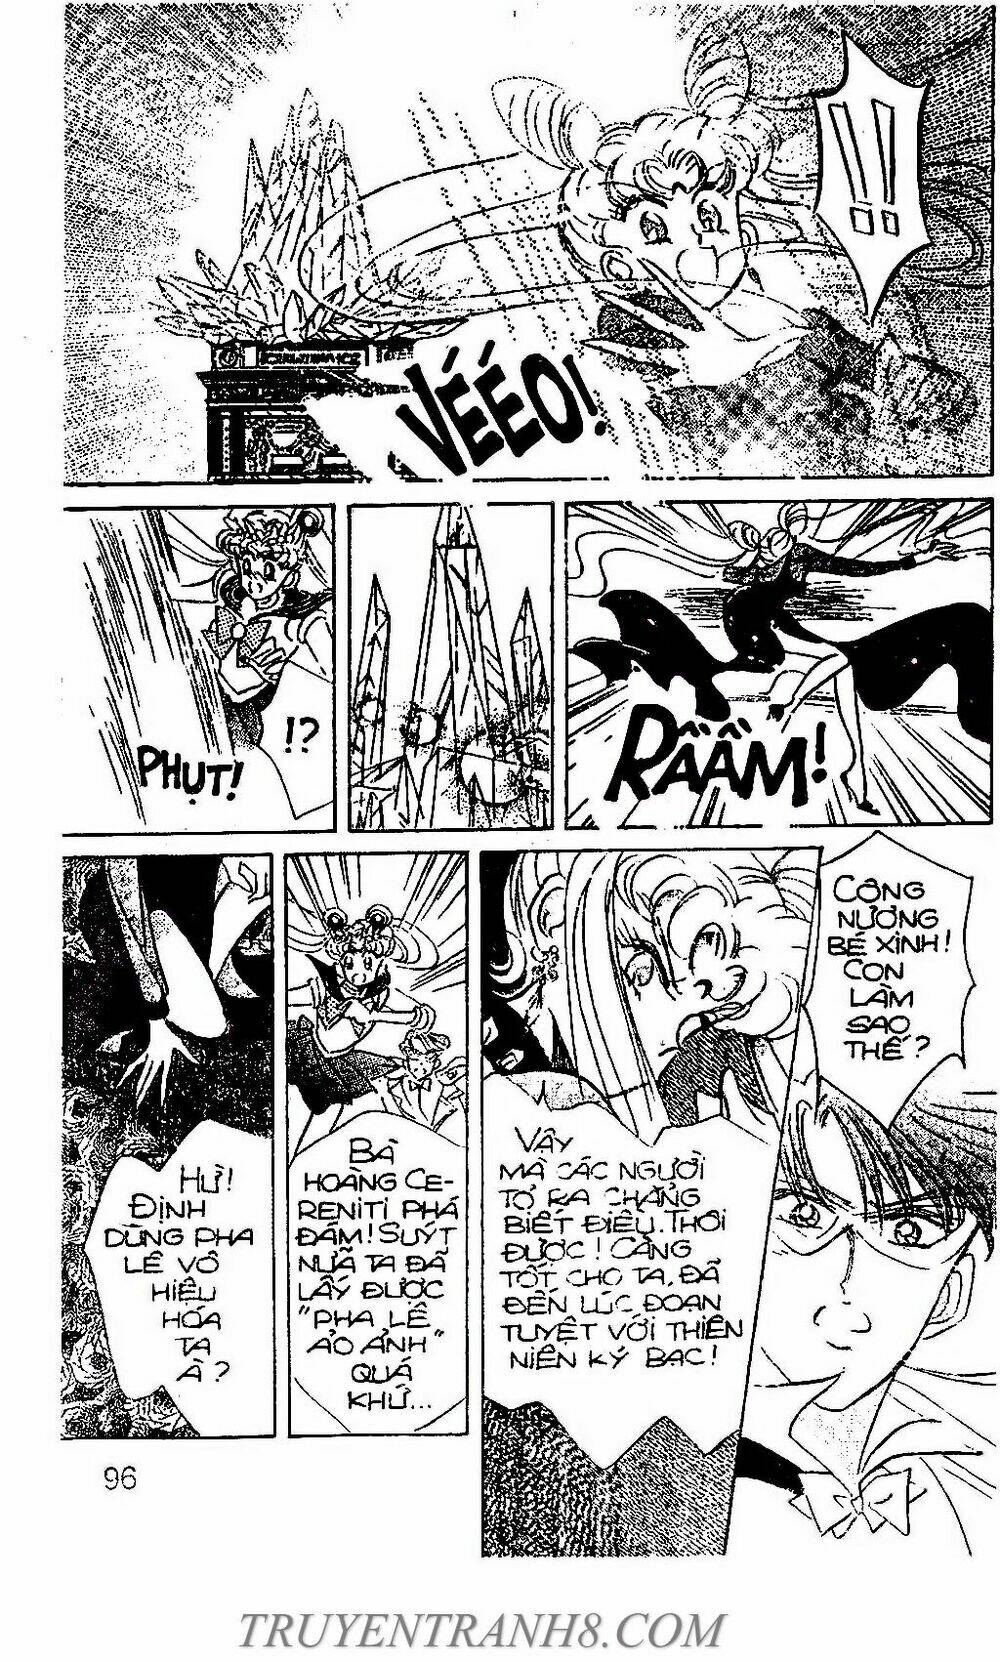 !!
VÉÉO!
PHỤT!
!?
RẦẦM!
HỪ!
ĐỊNH
DÙNG PHA
LÊ VÔ
HIỆU
HÓA
TA
À?
BÀ
HOÀNG CE-
RENITI PHÁ
ĐÁM! SUÝT
NỮA TA ĐÃ
LẤY ĐƯỢC
"PHA LÊ
ẢO ẢNH"
QUÁ
KHỨ...
CÔNG
NƯƠNG
BÉ XINH!
CON
LÀM
SAO
THẾ?
VẬY
MÀ CÁC NGƯƠI
TỎ RA CHẲNG
BIẾT ĐIỀU. THÔI
ĐƯỢC! CÀNG
TỐT CHO TA, ĐÃ
ĐẾN LÚC ĐOẠN
TUYỆT VỚI THIÊN
NIÊN KỶ BẠC!
96
TRUYENTRANH8.COM